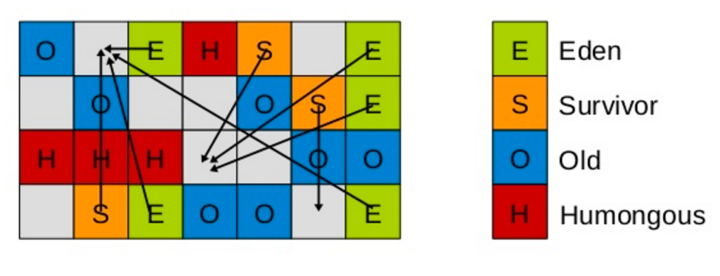 O E H S E E Eden
O O S E S Survivor
H H H O O O Old
S E O O E H Humongous